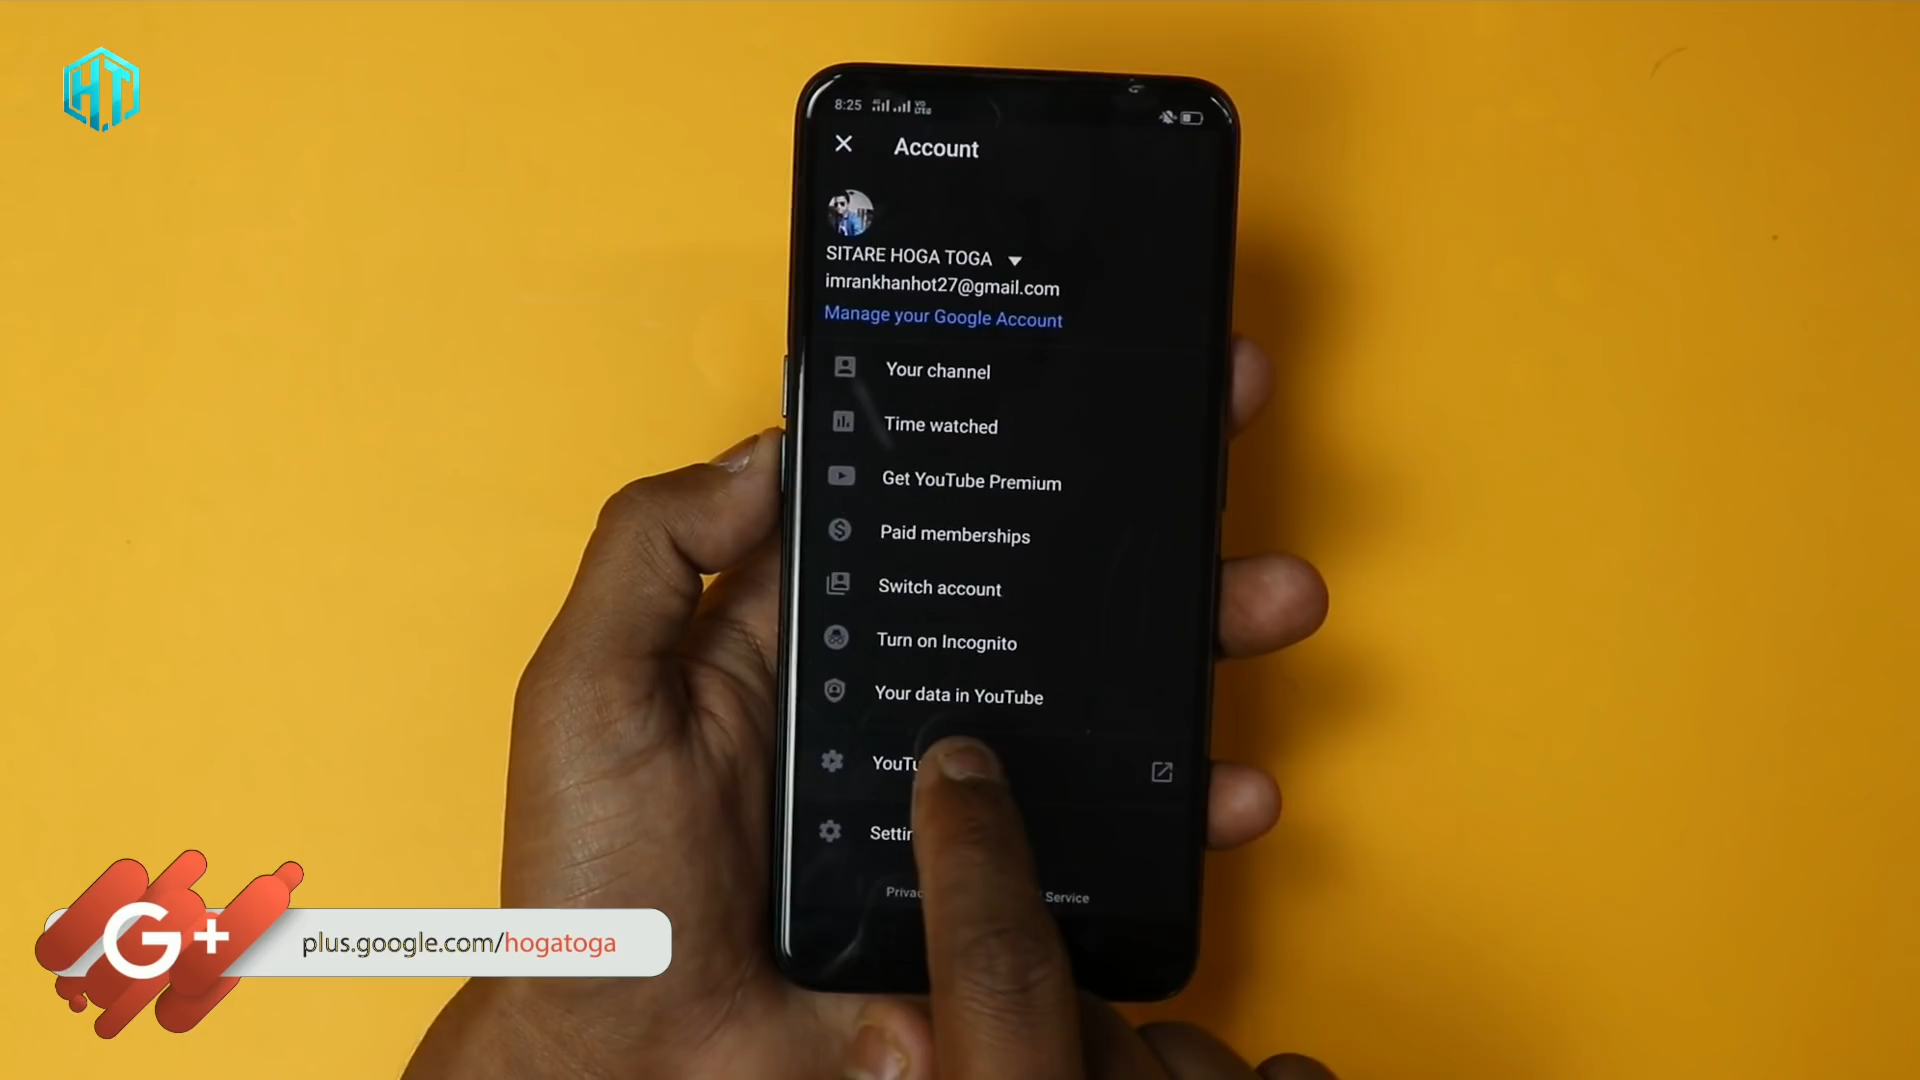 HT
8:25
Account
SITARE HOGA TOGA
imrankhanhot27@gmail.com
Manage your Google Account
Your channel
Time watched
Get YouTube Premium
Paid memberships
Switch account
Turn on Incognito
Your data in YouTube
Service
G+
plus.google.com/hogatoga